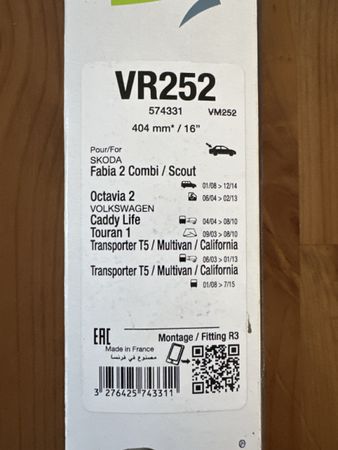 VR252
574331 VM252
404 mm* / 16"
Pour/For
SKODA
Fabia 2 Combi / Scout
01/08 > 12/14
Octavia 2 06/04 > 02/13
VOLKSWAGEN
Caddy Life 04/04 > 08/10
Touran 1 09/03 > 08/10
Transporter T5 / Multivan / California
06/03 > 01/13
Transporter T5 / Multivan / California
01/08 > 7/15
EAC
Montage / Fitting R3
Made in France
مصنوع في فرنسا
3 276425 743311
®